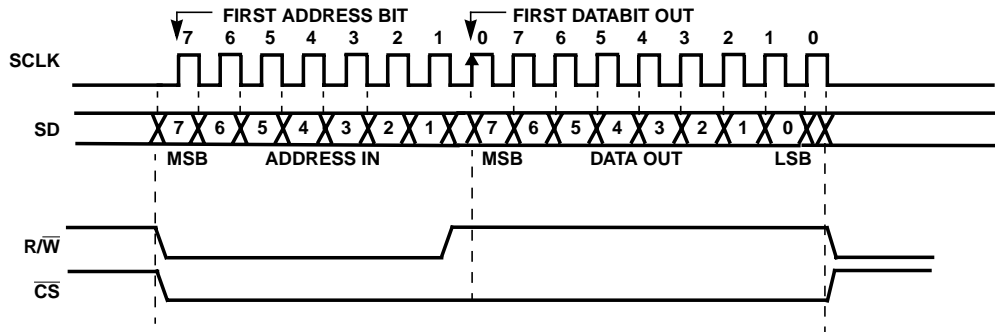 FIRST ADDRESS BIT FIRST DATABIT OUT
7 6 5 4 3 2 1 0 7 6 5 4 3 2 1 0
SCLK
SD 7 6 5 4 3 2 1 7 6 5 4 3 2 1 0
MSB ADDRESS IN MSB DATA OUT LSB
R/W̅
C̅S̅